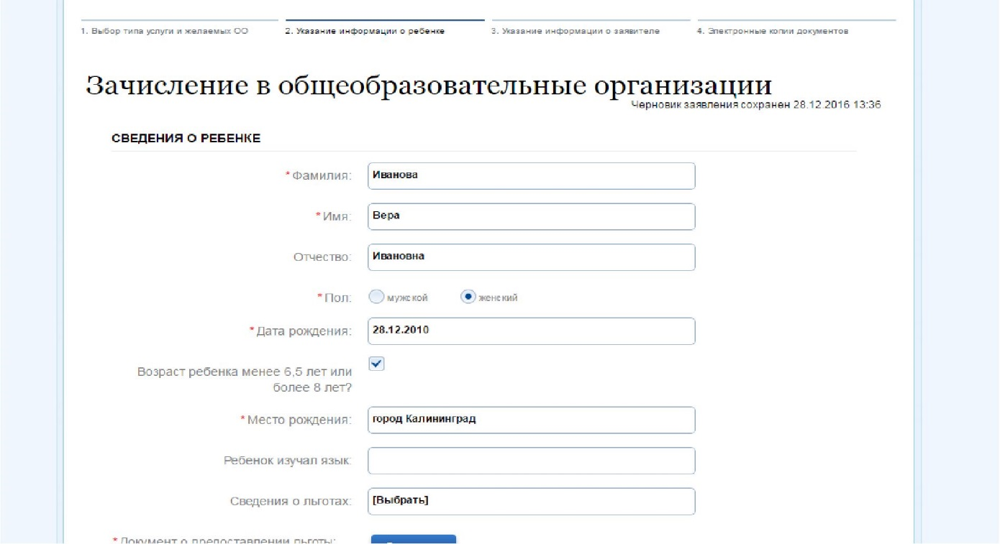 1. Выбор типа услуги и желаемых ОО
2. Указание информации о ребенке
3. Указание информации о заявителе
4. Электронные копии документов
Зачисление в общеобразовательные организации
Черновик заявления сохранен 28.12.2016 13:36
СВЕДЕНИЯ О РЕБЕНКЕ
* Фамилия: Иванова
* Имя: Вера
Отчество: Ивановна
* Пол: мужской женский
* Дата рождения: 28.12.2010
Возраст ребенка менее 6,5 лет или
более 8 лет?
* Место рождения: город Калининград
Ребенок изучал язык:
Сведения о льготах: [Выбрать]
* Документ о предоставлении льготы: